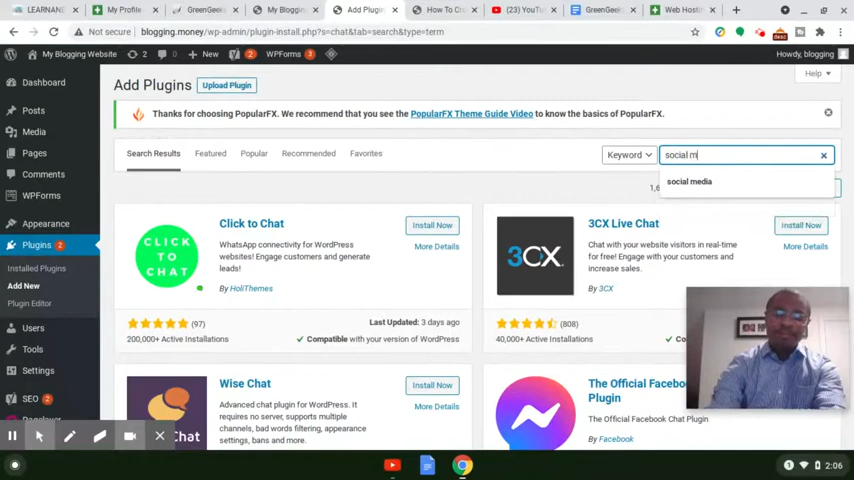 LEARNANE
My Profile
GreenGeeks
My Blogging
Add Plugin
How To Cr
(23) YouT
GreenGeeks
Web Hostin
Not secure
blogging.money/wp-admin/plugin-install.php?s=chat&tab=search&type=term
My Blogging Website
2
0
New
2
WPForms
3
Howdy, blogging
Dashboard
Posts
Media
Pages
Comments
WPForms
Appearance
Plugins 2
Installed Plugins
Add New
Plugin Editor
Users
Tools
Settings
SEO 2
Add Plugins
Upload Plugin
Help
Thanks for choosing PopularFX. We recommend that you see the PopularFX Theme Guide Video to know the basics of PopularFX.
Search Results
Featured
Popular
Recommended
Favorites
Keyword
social m
social media
CLICK
TO
CHAT
Click to Chat
Install Now
WhatsApp connectivity for WordPress
websites! Engage customers and generate
leads!
More Details
By HoliThemes
(97)
Last Updated: 3 days ago
200,000+ Active Installations
Compatible with your version of WordPress
3CX
3CX Live Chat
Install Now
Chat with your website visitors in real-time
for free! Engage with your customers and
increase sales.
More Details
By 3CX
(808)
40,000+ Active Installations
Chat
Wise Chat
Install Now
Advanced chat plugin for WordPress. It
requires no server, supports multiple
channels, bad words filtering, appearance
settings, bans and more.
More Details
The Official Facebo
Chat Plugin
The Official Facebook Chat Plugin
By Facebook
1
2:06